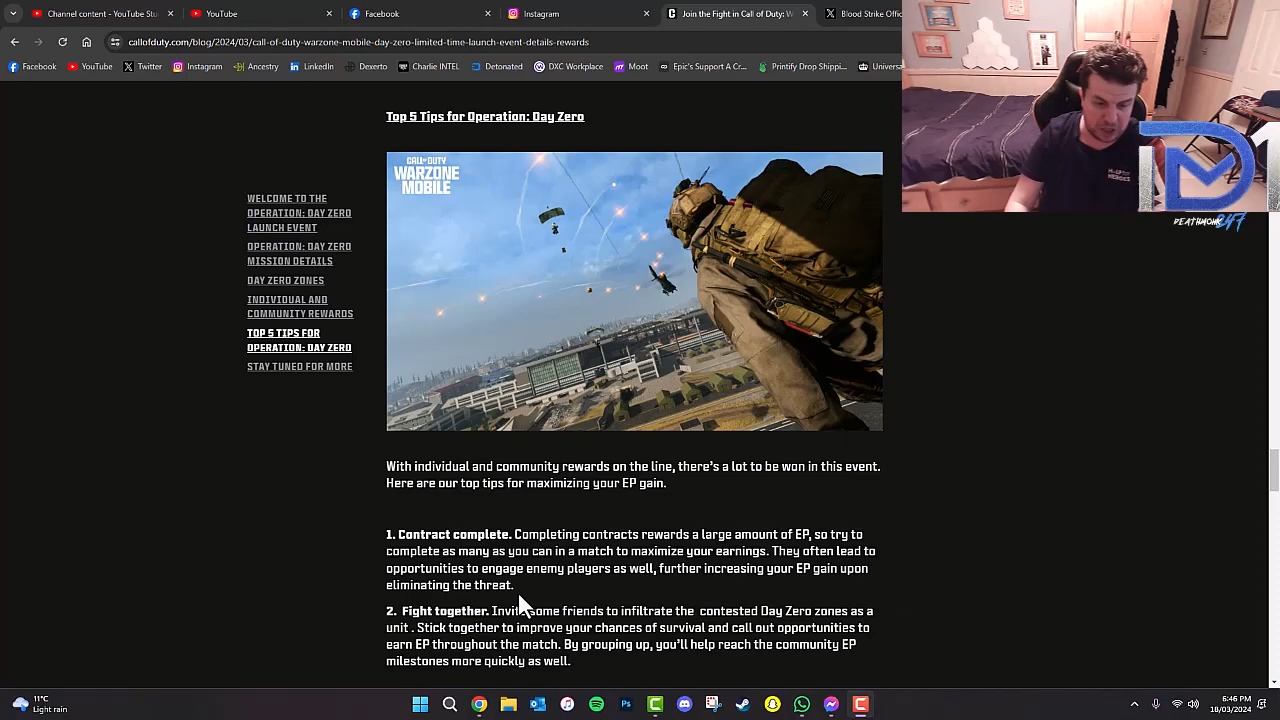 Call of Duty - YouTube Stu
YouTube
Facebook
Instagram
Join the Fight in Call of Duty: W
Blood Strike Offic
callofduty.com/blog/2024/03/call-of-duty-warzone-mobile-day-zero-limited-time-launch-event-details-rewards
Facebook
YouTube
Twitter
Instagram
Ancestry
LinkedIn
Dexerto
Charlie INTEL
Detonated
DXC Workplace
Moot
Epic's Support A Cr...
Printify Drop Shippi...
Univers
Top 5 Tips for Operation: Day Zero
CALL OF DUTY
WARZONE
MOBILE
WELCOME TO THE
OPERATION: DAY ZERO
LAUNCH EVENT
OPERATION: DAY ZERO
MISSION DETAILS
DAY ZERO ZONES
INDIVIDUAL AND
COMMUNITY REWARDS
TOP 5 TIPS FOR
OPERATION: DAY ZERO
STAY TUNED FOR MORE
With individual and community rewards on the line, there's a lot to be won in this event.
Here are our top tips for maximizing your EP gain.
1. Contract complete. Completing contracts rewards a large amount of EP, so try to
complete as many as you can in a match to maximize your earnings. They often lead to
opportunities to engage enemy players as well, further increasing your EP gain upon
eliminating the threat.
2. Fight together. Invite some friends to infiltrate the contested Day Zero zones as a
unit . Stick together to improve your chances of survival and call out opportunities to
earn EP throughout the match. By grouping up, you'll help reach the community EP
milestones more quickly as well.
HELP FOR
HEROES
DM
DEATHMONK247
11°C
Light rain
6:46 PM
18/03/2024